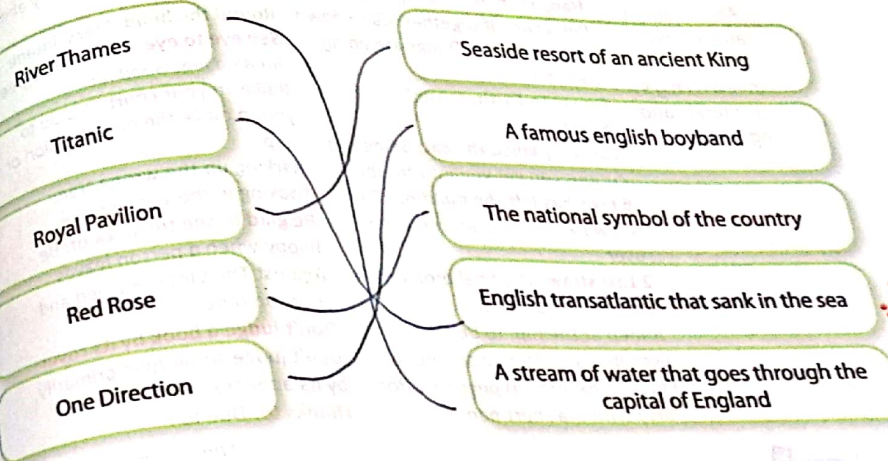 River Thames
Titanic
Royal Pavilion
Red Rose
One Direction
Seaside resort of an ancient King
A famous english boyband
The national symbol of the country
English transatlantic that sank in the sea
A stream of water that goes through the
capital of England